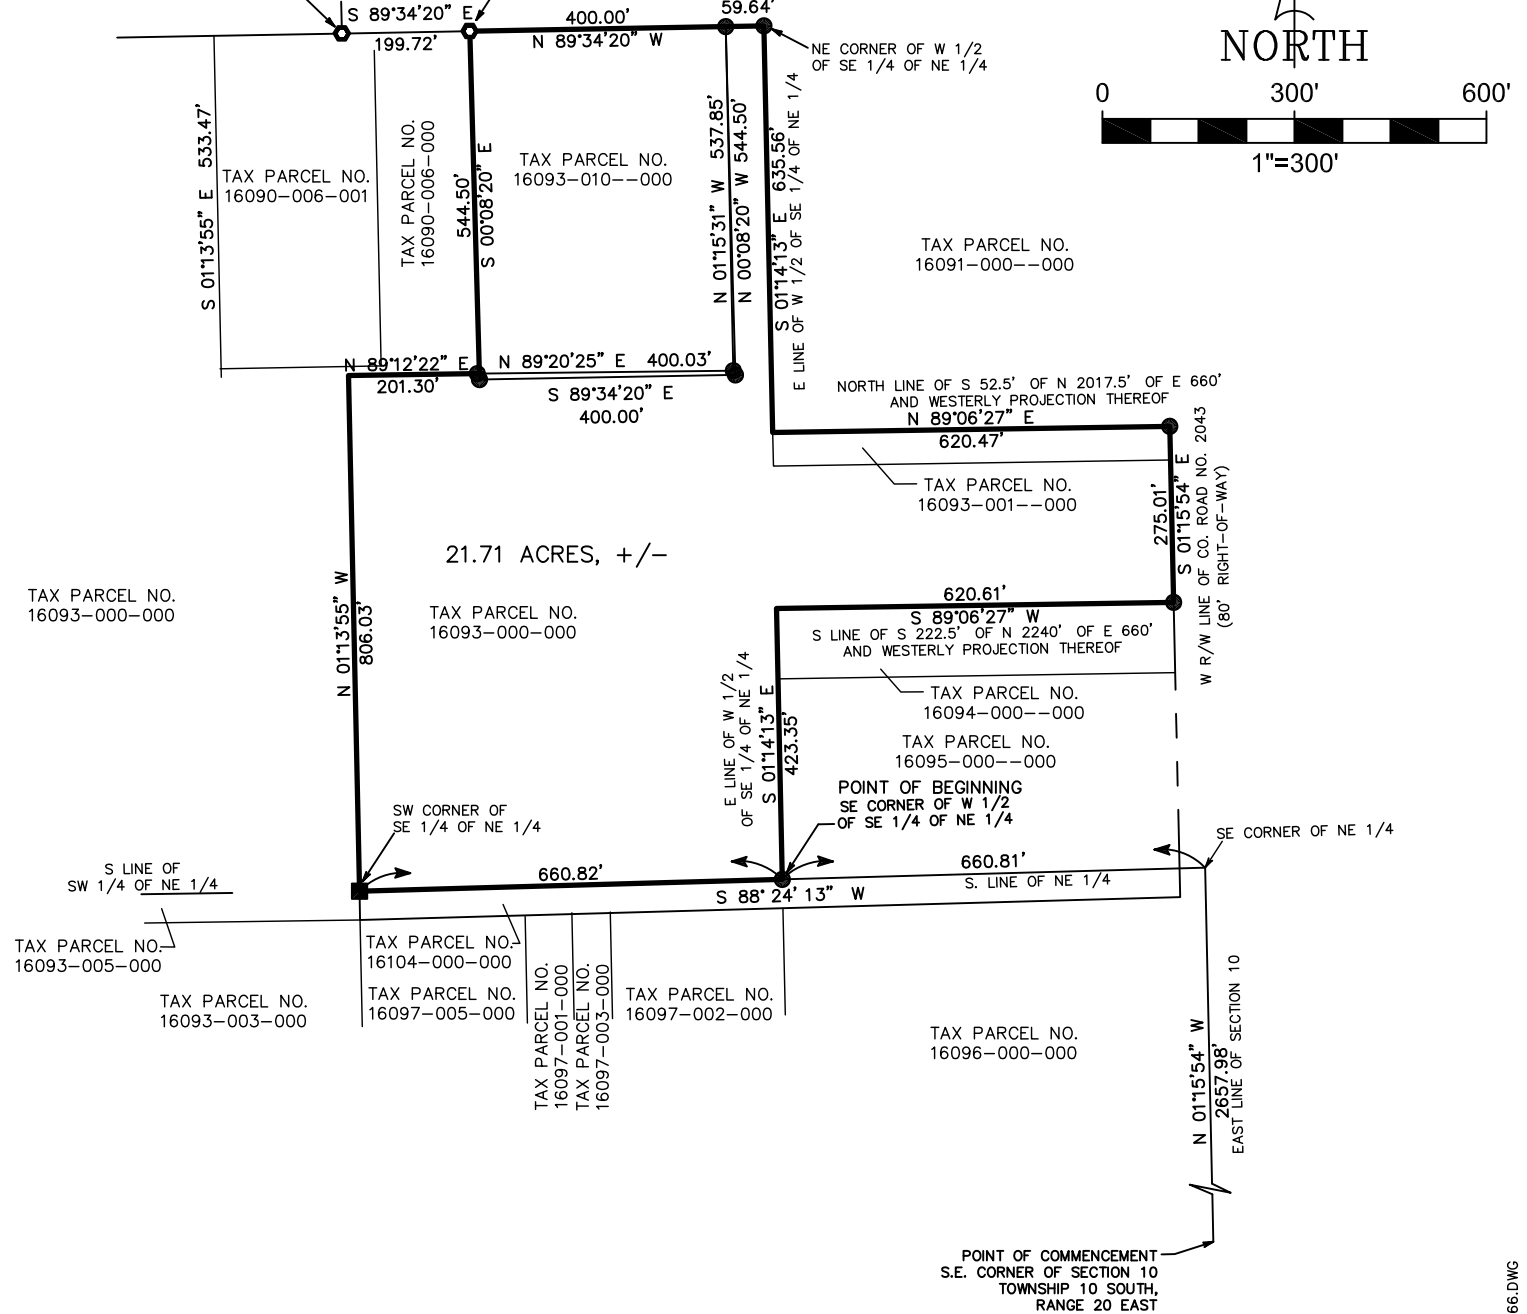 S 89°34'20" E
199.72'
400.00'
N 89°34'20" W
59.64'
NE CORNER OF W 1/2
OF SE 1/4 OF NE 1/4
NORTH
0 300' 600'
1"=300'
S 01°13'55" E 533.47'
TAX PARCEL NO.
16090-006-001
TAX PARCEL NO.
16090-006-000
544.50'
S 00°08'20" E
TAX PARCEL NO.
16093-010--000
N 01°15'31" W 537.85'
N 00°08'20" W 544.50'
S 01°14'13" E 635.56'
E LINE OF W 1/2 OF SE 1/4 OF NE 1/4
TAX PARCEL NO.
16091-000--000
N 89°12'22" E
201.30'
N 89°20'25" E 400.03'
S 89°34'20" E
400.00'
NORTH LINE OF S 52.5' OF N 2017.5' OF E 660'
AND WESTERLY PROJECTION THEREOF
N 89°06'27" E
620.47'
TAX PARCEL NO.
16093-001--000
275.01'
S 01°15'54" E
W R/W LINE OF CO. ROAD NO. 2043
(80' RIGHT-OF-WAY)
21.71 ACRES, +/-
TAX PARCEL NO.
16093-000-000
N 01°13'55" W
806.03'
TAX PARCEL NO.
16093-000-000
620.61'
S 89°06'27" W
S LINE OF S 222.5' OF N 2240' OF E 660'
AND WESTERLY PROJECTION THEREOF
E LINE OF W 1/2
OF SE 1/4 OF NE 1/4
S 01°14'13" E
423.35'
TAX PARCEL NO.
16094-000--000
TAX PARCEL NO.
16095-000--000
POINT OF BEGINNING
SE CORNER OF W 1/2
OF SE 1/4 OF NE 1/4
SW CORNER OF
SE 1/4 OF NE 1/4
SE CORNER OF NE 1/4
S LINE OF
SW 1/4 OF NE 1/4
660.82'
660.81'
S. LINE OF NE 1/4
S 88° 24' 13" W
TAX PARCEL NO.
16093-005-000
TAX PARCEL NO.
16093-003-000
TAX PARCEL NO.
16104-000-000
TAX PARCEL NO.
16097-005-000
TAX PARCEL NO.
16097-001-000
TAX PARCEL NO.
16097-003-000
TAX PARCEL NO.
16097-002-000
TAX PARCEL NO.
16096-000-000
N 01°15'54" W
2657.98'
EAST LINE OF SECTION 10
POINT OF COMMENCEMENT
S.E. CORNER OF SECTION 10
TOWNSHIP 10 SOUTH,
RANGE 20 EAST
66.DWG